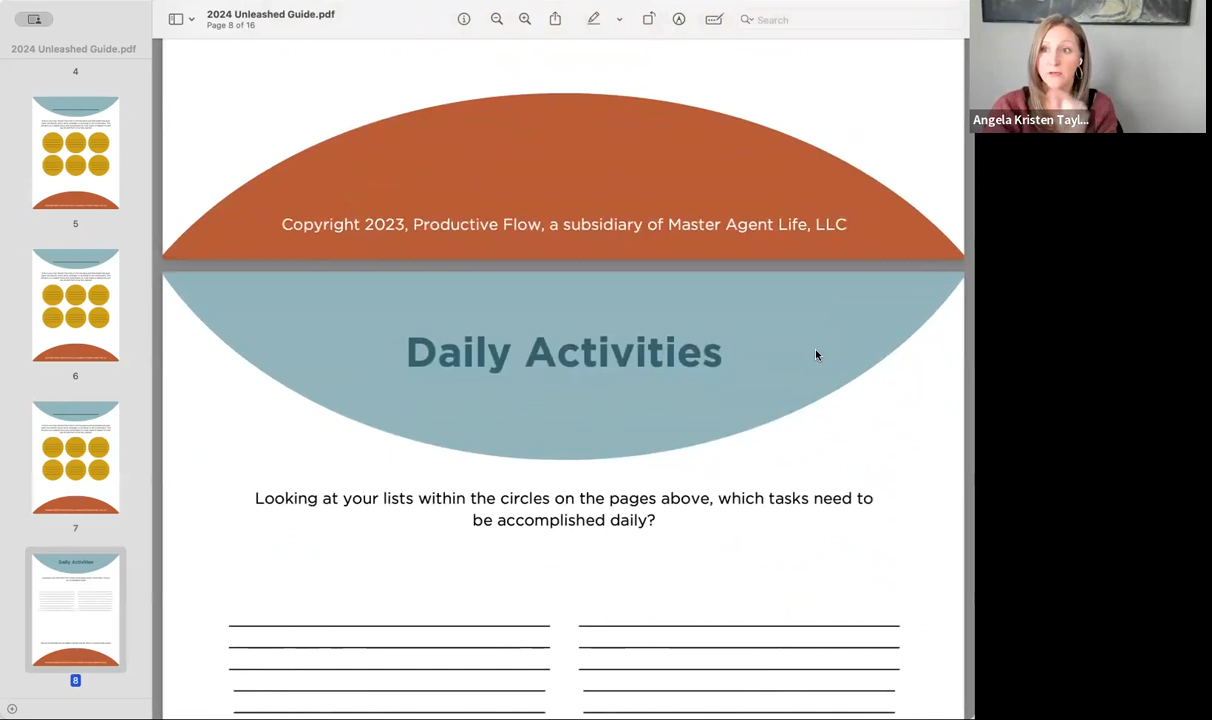 2024 Unleashed Guide.pdf
Page 8 of 16
Search
2024 Unleashed Guide.pdf
4
5
6
7
Daily Activities
8
Copyright 2023, Productive Flow, a subsidiary of Master Agent Life, LLC
Daily Activities
Looking at your lists within the circles on the pages above, which tasks need to
be accomplished daily?
Angela Kristen Tayl...